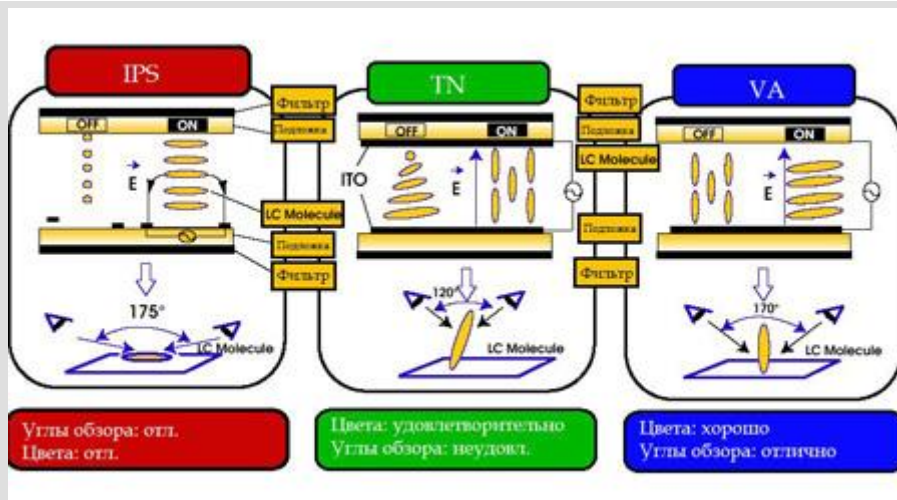 IPS
TN
VA
Фильтр
Подложка
LC Molecule
Подложка
Фильтр
Фильтр
Подложка
LC Molecule
Подложка
Фильтр
OFF
ON
E
OFF
ON
ITO
E
OFF
ON
E
175°
LC Molecule
120°
LC Molecule
170°
LC Molecule
Углы обзора: отл.
Цвета: отл.
Цвета: удовлетворительно
Углы обзора: неудовл.
Цвета: хорошо
Углы обзора: отлично